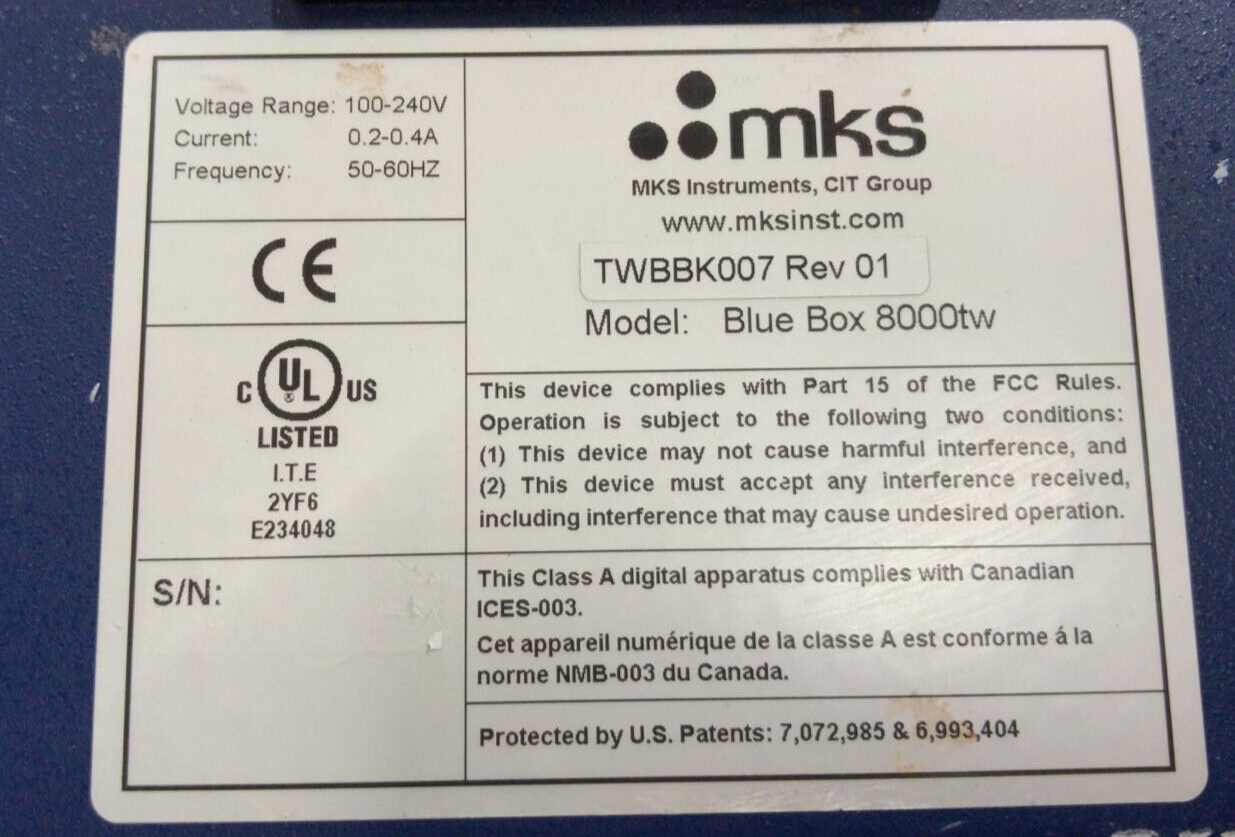 Voltage Range: 100-240V
Current: 0.2-0.4A
Frequency: 50-60HZ
CE
C UL® US
LISTED
I.T.E
2YF6
E234048
S/N:
mks
MKS Instruments, CIT Group
www.mksinst.com
TWBBK007 Rev 01
Model: Blue Box 8000tw
This device complies with Part 15 of the FCC Rules.
Operation is subject to the following two conditions:
(1) This device may not cause harmful interference, and
(2) This device must accept any interference received,
including interference that may cause undesired operation.
This Class A digital apparatus complies with Canadian
ICES-003.
Cet appareil numérique de la classe A est conforme á la
norme NMB-003 du Canada.
Protected by U.S. Patents: 7,072,985 & 6,993,404